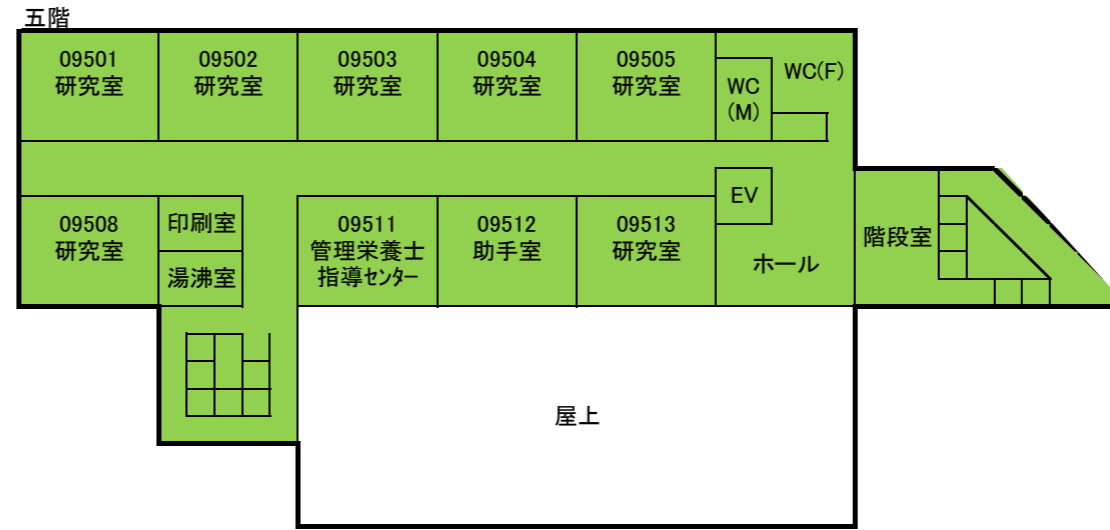 五階
09501
研究室
09502
研究室
09503
研究室
09504
研究室
09505
研究室
WC
(M)
WC(F)
09508
研究室
印刷室
湯沸室
09511
管理栄養士
指導ｾﾝﾀｰ
09512
助手室
09513
研究室
EV
ホール
階段室
屋上